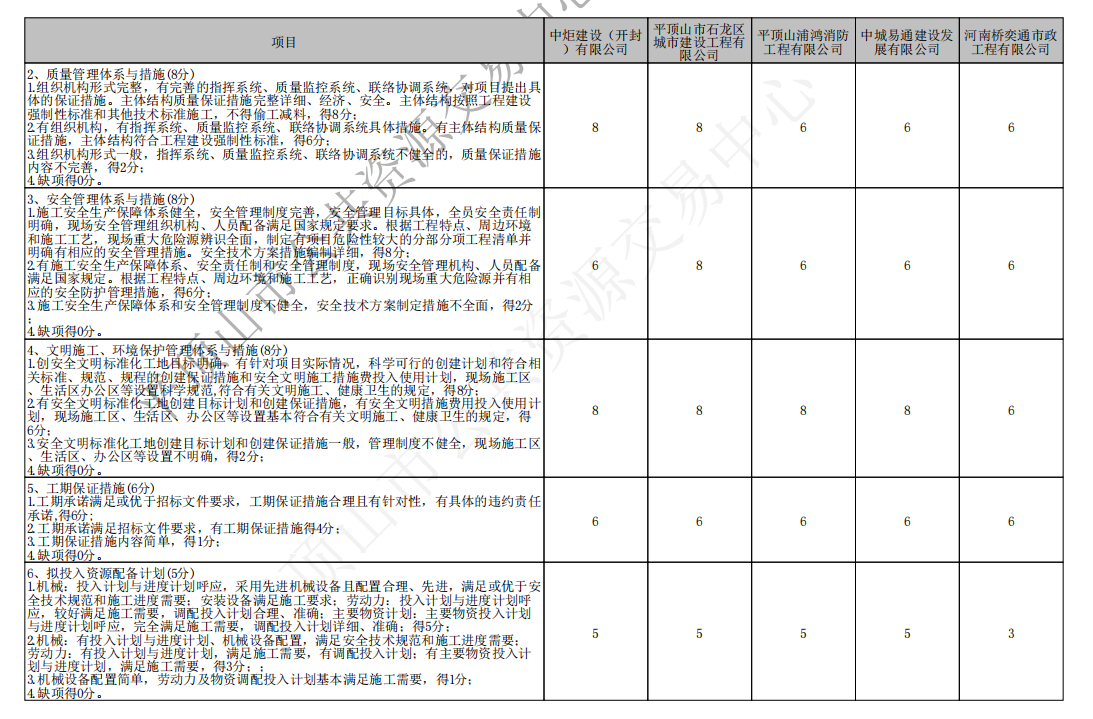 项目
中炬建设（开封
）有限公司
平顶山市石龙区
城市建设工程有
限公司
平顶山浦鸿消防
工程有限公司
中城易通建设发
展有限公司
河南桥奕通市政
工程有限公司
2、质量管理体系与措施(8分)
1.组织机构形式完整，有完善的指挥系统、质量监控系统、联络协调系统，对项目提出具
体的保证措施。主体结构质量保证措施完整详细、经济、安全。主体结构按照工程建设
强制性标准和其他技术标准施工，不得偷工减料，得8分；
2.有组织机构，有指挥系统、质量监控系统、联络协调系统具体措施。有主体结构质量保
证措施，主体结构符合工程建设强制性标准，得6分；
3.组织机构形式一般，指挥系统、质量监控系统、联络协调系统不健全的，质量保证措施
内容不完善，得2分；
4.缺项得0分。
8
8
6
6
6
3、安全管理体系与措施(8分)
1.施工安全生产保障体系健全，安全管理制度完善，安全管理目标具体，全员安全责任制
明确，现场安全管理组织机构、人员配备满足国家规定要求。根据工程特点、周边环境
和施工工艺，现场重大危险源辨识全面，制定有项目危险性较大的分部分项工程清单并
明确有相应的安全管理措施。安全技术方案措施编制详细，得8分；
2.有施工安全生产保障体系、安全责任制和安全管理制度，现场安全管理机构、人员配备
满足国家规定。根据工程特点、周边环境和施工工艺，正确识别现场重大危险源并有相
应的安全防护管理措施，得6分；
3.施工安全生产保障体系和安全管理制度不健全，安全技术方案制定措施不全面，得2分
；
4.缺项得0分。
6
8
6
6
6
4、文明施工、环境保护管理体系与措施(8分)
1.创安全文明标准化工地目标明确，有针对项目实际情况，科学可行的创建计划和符合相
关标准、规范、规程的创建保证措施和安全文明施工措施费投入使用计划，现场施工区
、生活区办公区等设置科学规范,符合有关文明施工、健康卫生的规定，得8分；
2.有安全文明标准化工地创建目标计划和创建保证措施，有安全文明措施费用投入使用计
划，现场施工区、生活区、办公区等设置基本符合有关文明施工、健康卫生的规定，得
6分；
3.安全文明标准化工地创建目标计划和创建保证措施一般，管理制度不健全，现场施工区
、生活区、办公区等设置不明确，得2分；
4.缺项得0分。
8
8
8
8
6
5、工期保证措施(6分)
1.工期承诺满足或优于招标文件要求，工期保证措施合理且有针对性，有具体的违约责任
承诺,得6分；
2.工期承诺满足招标文件要求，有工期保证措施得4分；
3.工期保证措施内容简单，得1分；
4.缺项得0分。
6
6
6
6
6
6、拟投入资源配备计划(5分)
1.机械：投入计划与进度计划呼应，采用先进机械设备且配置合理、先进，满足或优于安
全技术规范和施工进度需要；安装设备满足施工要求；劳动力：投入计划与进度计划呼
应，较好满足施工需要，调配投入计划合理、准确；主要物资计划：主要物资投入计划
与进度计划呼应，完全满足施工需要，调配投入计划详细、准确；得5分；
2.机械：有投入计划与进度计划、机械设备配置，满足安全技术规范和施工进度需要；
劳动力：有投入计划与进度计划，满足施工需要，有调配投入计划；有主要物资投入计
划与进度计划，满足施工需要，得3分；；
3.机械设备配置简单，劳动力及物资调配投入计划基本满足施工需要，得1分；
4.缺项得0分。
5
5
5
5
3